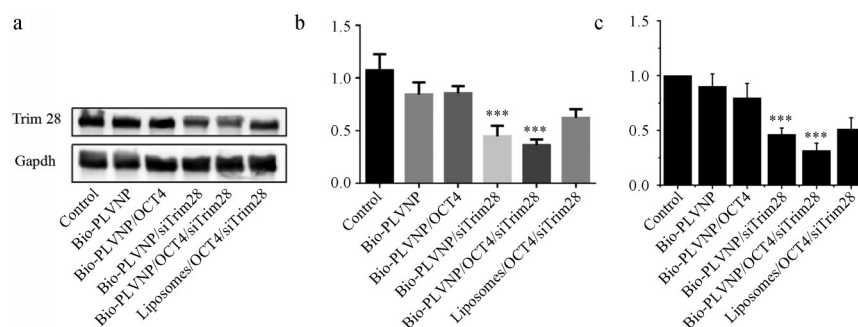 a
Trim 28
Gapdh
Control
Bio-PLVNP
Bio-PLVNP/OCT4
Bio-PLVNP/siTrim28
Bio-PLVNP/OCT4/siTrim28
Liposomes/OCT4/siTrim28
b
1.5
1.0
0.5
0.0
***
***
Control
Bio-PLVNP
Bio-PLVNP/OCT4
Bio-PLVNP/siTrim28
Bio-PLVNP/OCT4/siTrim28
Liposomes/OCT4/siTrim28
c
1.5
1.0
0.5
0.0
***
***
Control
Bio-PLVNP
Bio-PLVNP/OCT4
Bio-PLVNP/siTrim28
Bio-PLVNP/OCT4/siTrim28
Liposomes/OCT4/siTrim28